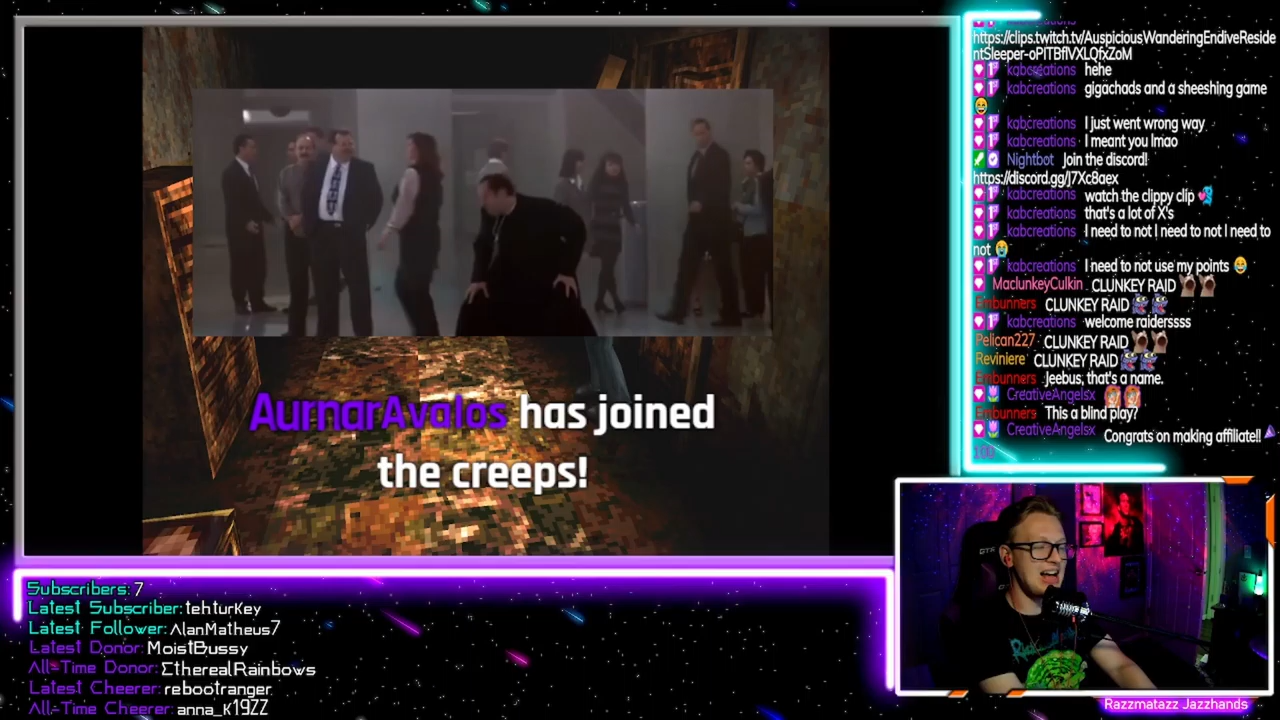 https://clips.twitch.tv/AuspiciousWanderingEndiveReside
ntSleeper-oPITBflVXLQfxZoM
kabcreations hehe
kabcreations gigachads and a sheeshing game
kabcreations I just went wrong way
kabcreations I meant you lmao
Nightbot Join the discord!
https://discord.gg/J7Xc8aex
kabcreations watch the clippy clip
kabcreations that's a lot of X's
kabcreations I need to not I need to not I need to
not
kabcreations I need to not use my points
MaclunkeyCulkin CLUNKEY RAID
Embunners CLUNKEY RAID
kabcreations welcome raiderssss
Pelican227 CLUNKEY RAID
Reviniere CLUNKEY RAID
Embunners Jeebus, that's a name.
CreativeAngelsx
Embunners This a blind play?
CreativeAngelsx Congrats on making affiliate!!
100
AurnarAvalos has joined
the creeps!
Subscribers: 7
Latest Subscriber: tehturkey
Latest Follower: AlanMatheus7
Latest Donor: MoistBussy
All-Time Donor: EtherealRainbows
Latest Cheerer: rebootranger
All-Time Cheerer: anna_k19ZZ
Razzmatazz Jazzhands